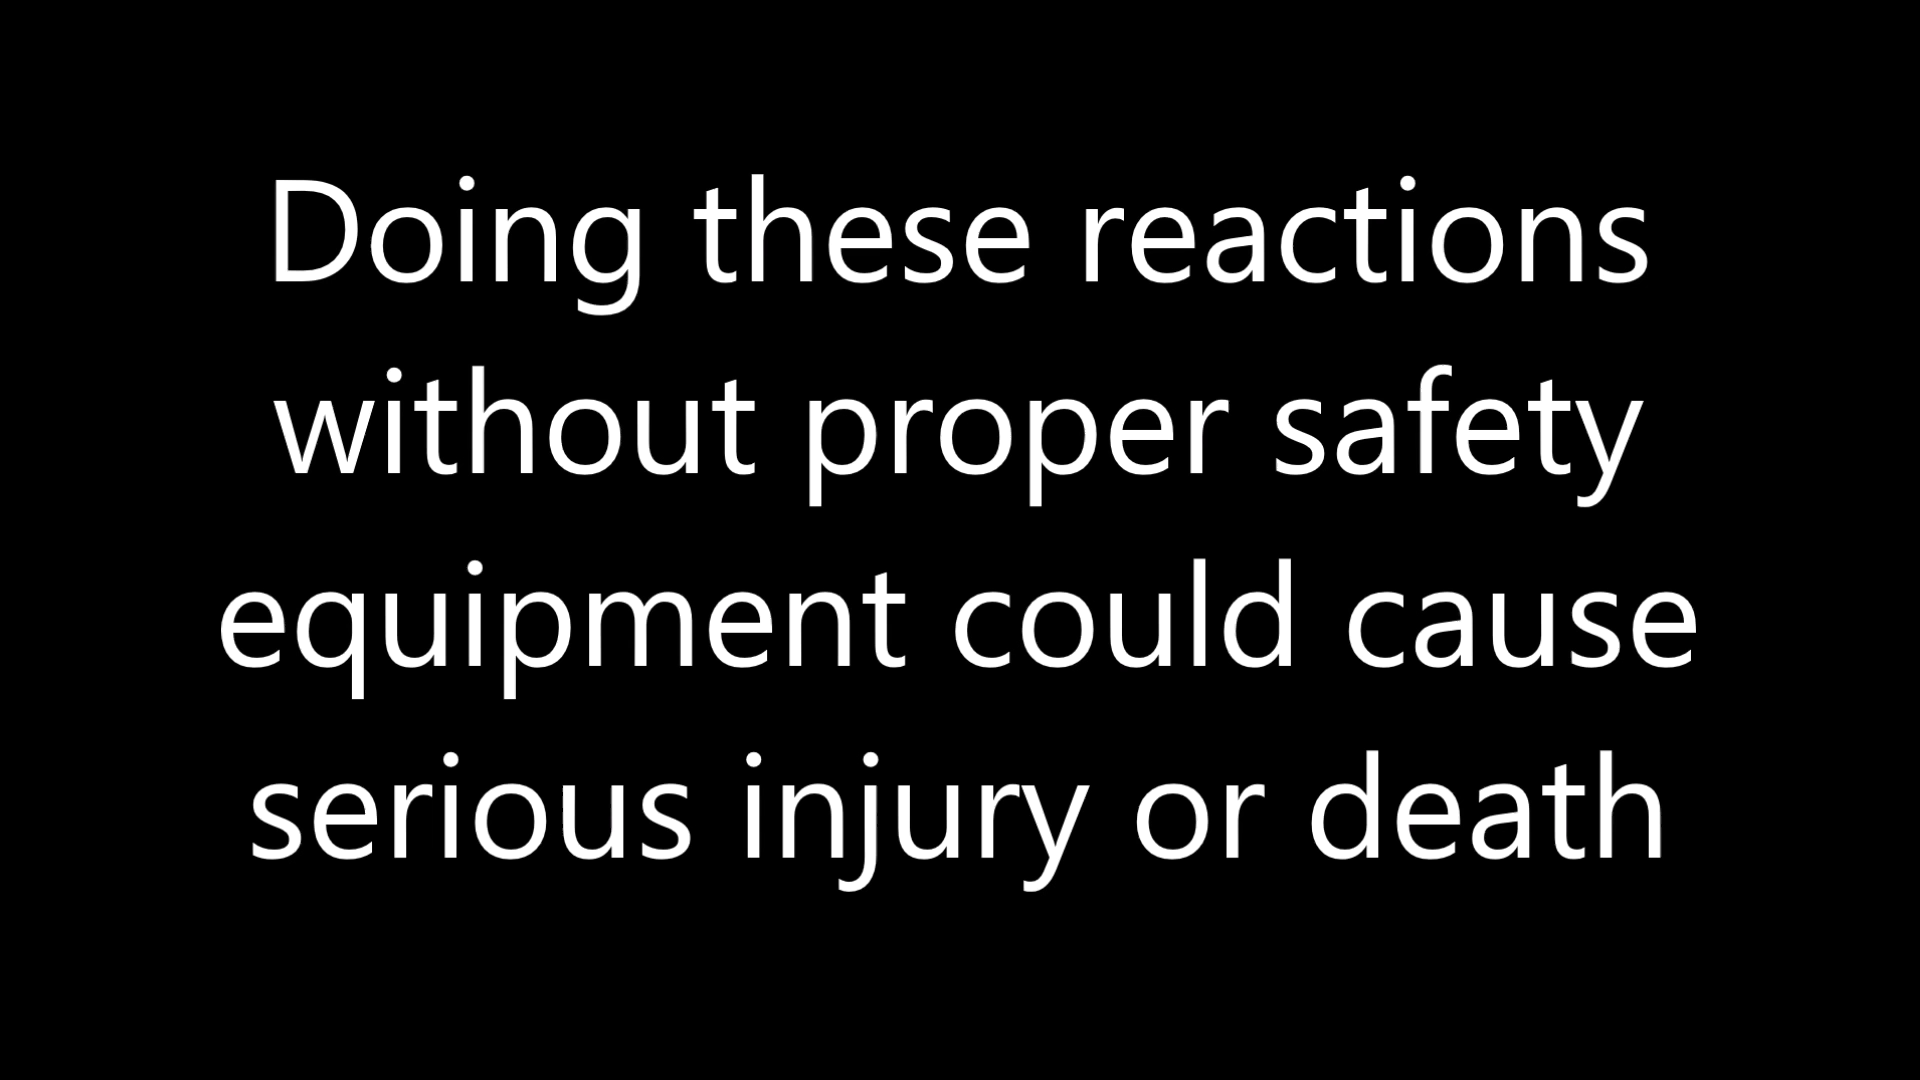 Doing these reactions
without proper safety
equipment could cause
serious injury or death